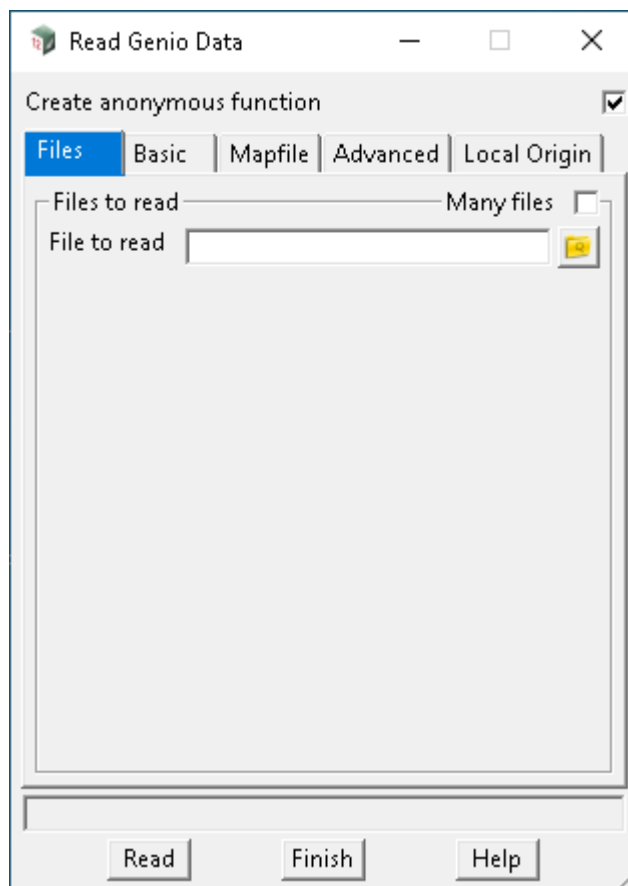 Read Genio Data
Create anonymous function
Files Basic Mapfile Advanced Local Origin
Files to read Many files
File to read
Read Finish Help